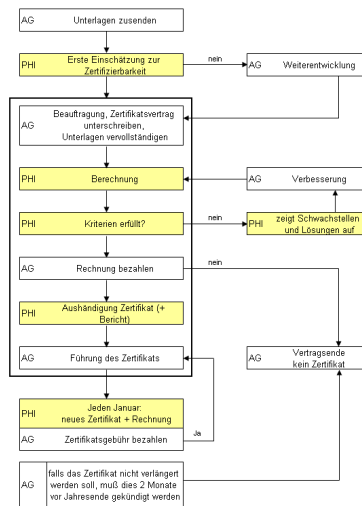 AG Unterlagen zusenden
PHI Erste Einschätzung zur
Zertifizierbarkeit
nein
AG Weiterentwicklung
AG Beauftragung, Zertifikatsvertrag
unterschreiben,
Unterlagen vervollständigen
PHI Berechnung
AG Verbesserung
PHI Kriterien erfüllt?
nein
PHI zeigt Schwachstellen
und Lösungen auf
AG Rechnung bezahlen
nein
PHI Aushändigung Zertifikat (+
Bericht)
AG Führung des Zertifikats
AG Vertragsende
kein Zertifikat
PHI Jeden Januar:
neues Zertifikat + Rechnung
AG Zertifikatsgebühr bezahlen
Ja
AG falls das Zertifikat nicht verlängert
werden soll, muß dies 2 Monate
vor Jahresende gekündigt werden